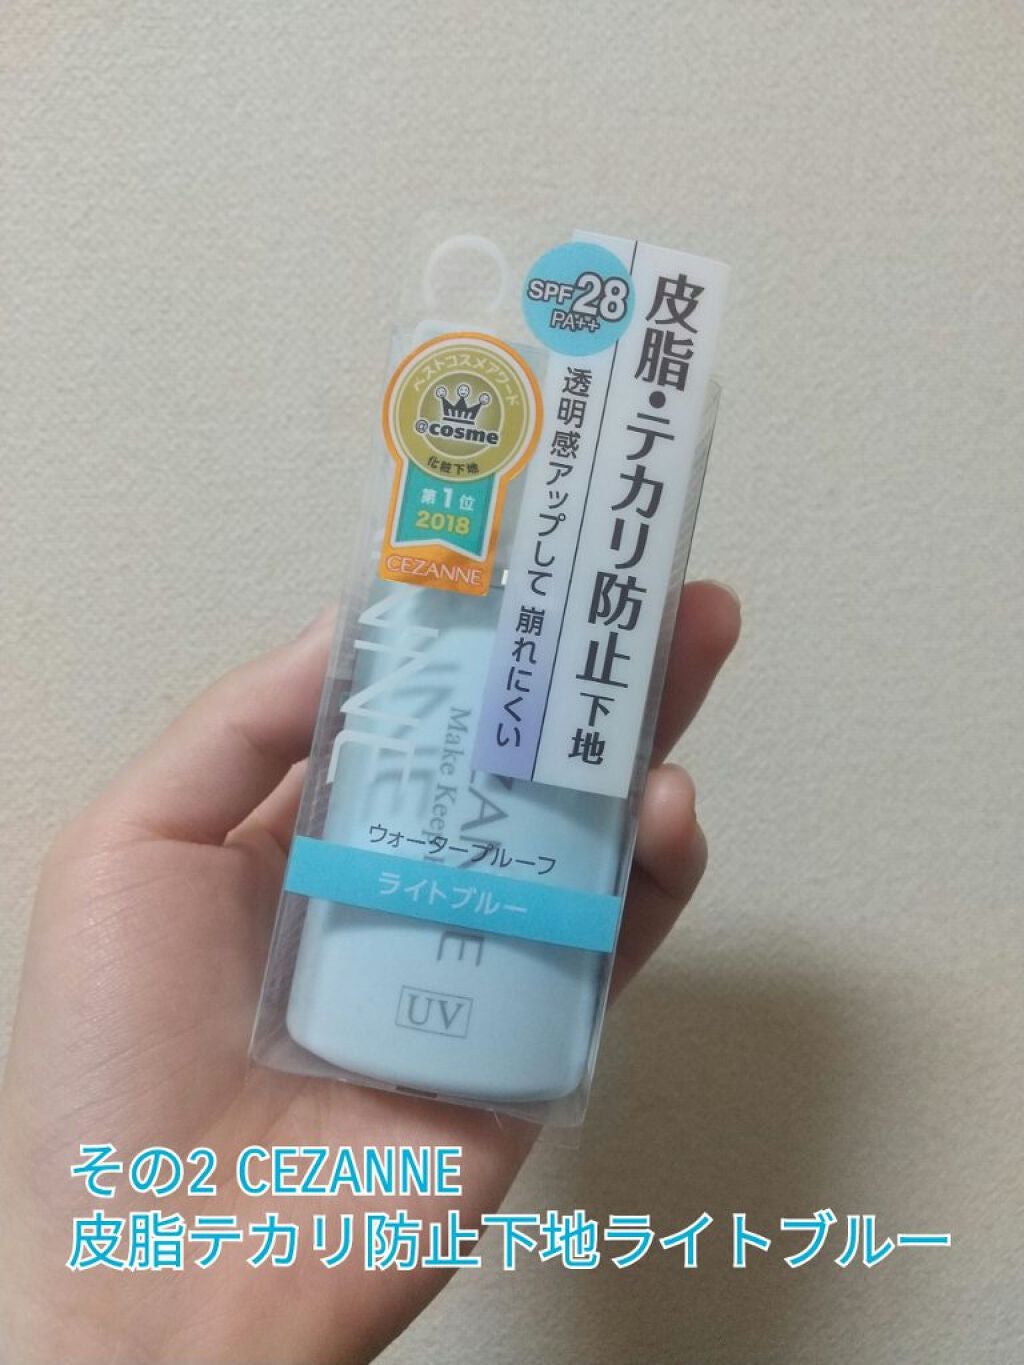 SPF28
PA++
皮脂・テカリ防止下地
透明感アップして 崩れにくい
ベストコスメアワード
@cosme
化粧下地
第1位
2018
CEZANNE
CEZANNE
Make Keep
ウォータープルーフ
ライトブルー
UV
その2 CEZANNE
皮脂テカリ防止下地ライトブルー